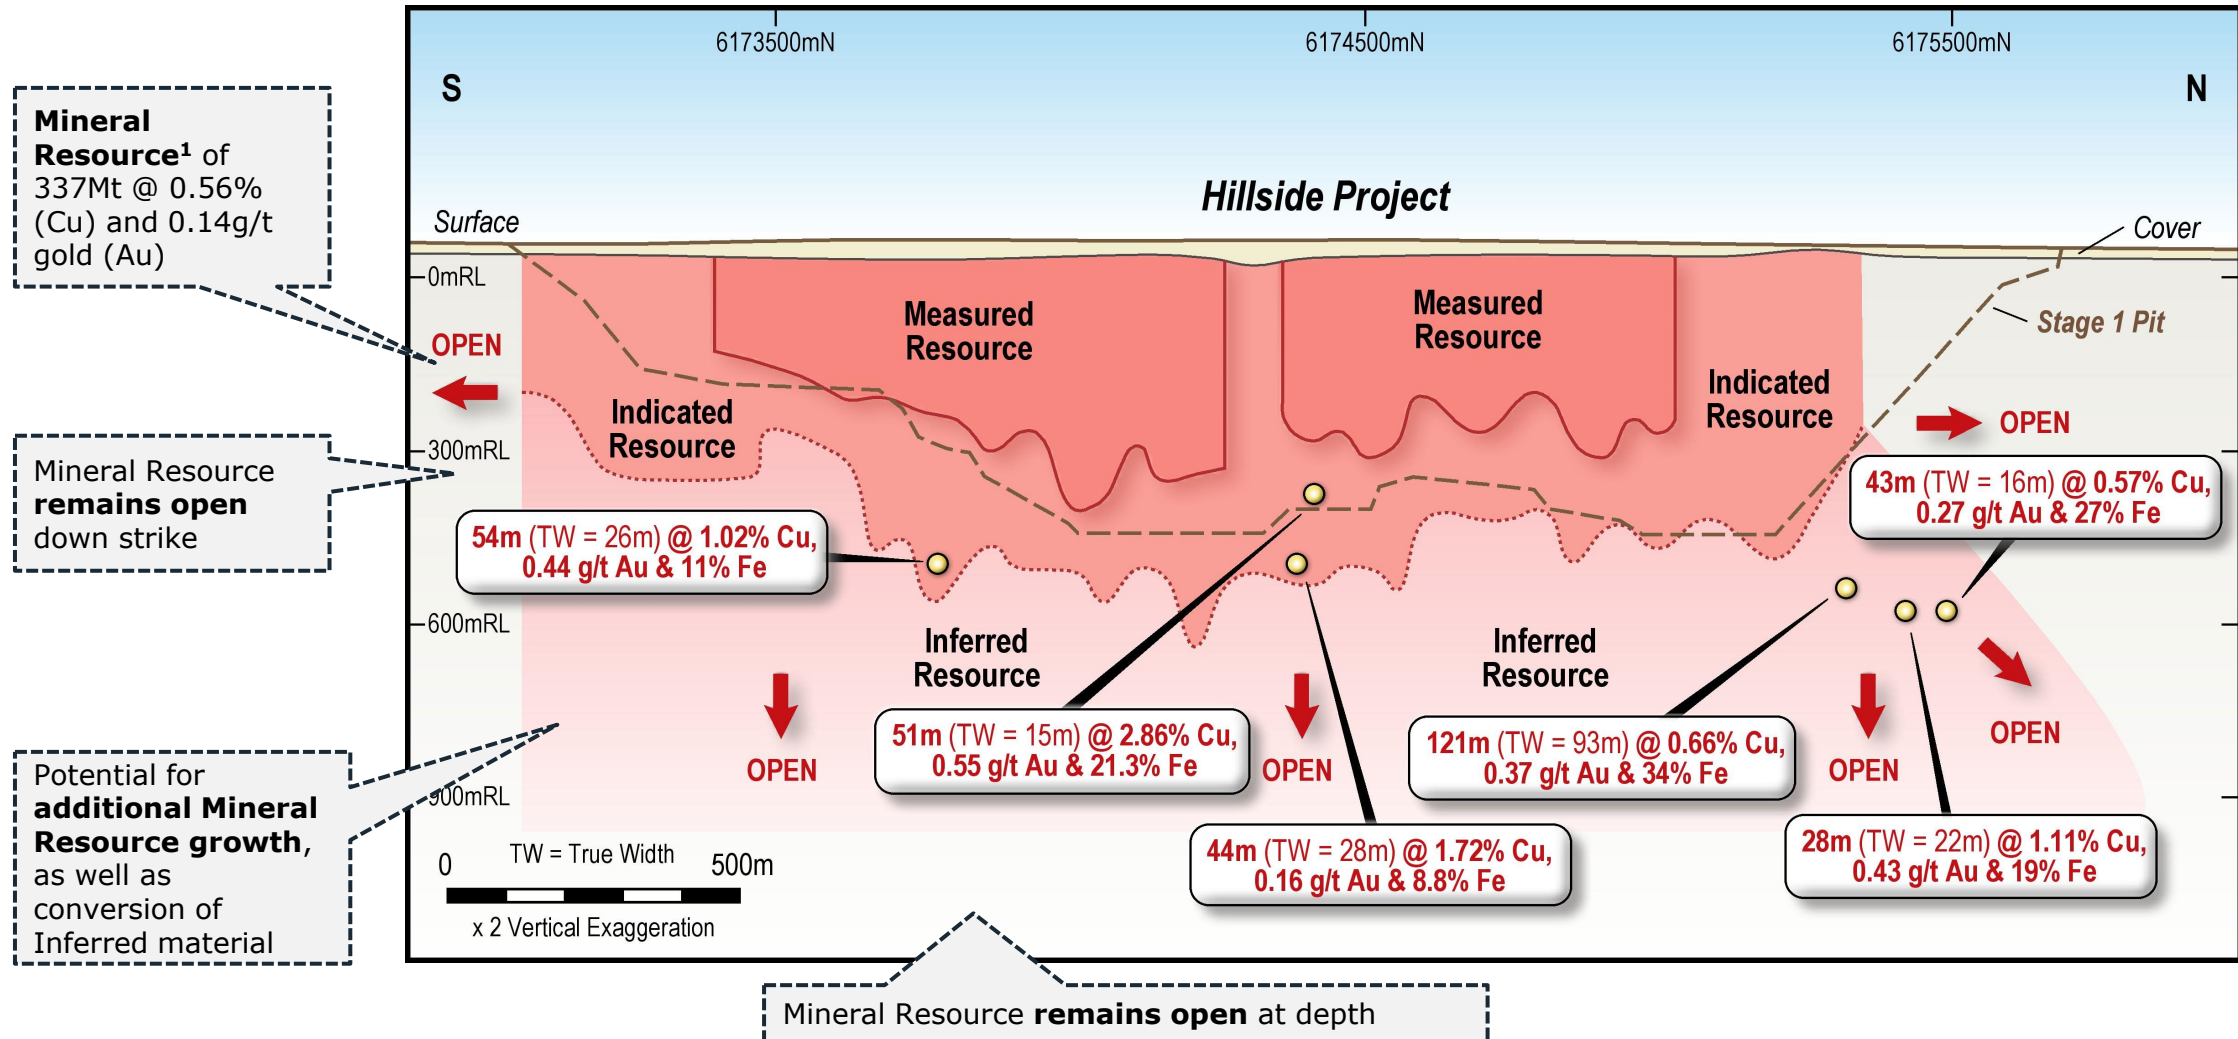 6173500mN
6174500mN
6175500mN
S
N
Mineral
Resource¹ of
337Mt @ 0.56%
(Cu) and 0.14g/t
gold (Au)
Hillside Project
Surface
Cover
0mRL
Measured
Resource
Measured
Resource
Stage 1 Pit
OPEN
Indicated
Resource
Indicated
Resource
OPEN
300mRL
Mineral Resource
remains open
down strike
43m (TW = 16m) @ 0.57% Cu,
0.27 g/t Au & 27% Fe
54m (TW = 26m) @ 1.02% Cu,
0.44 g/t Au & 11% Fe
600mRL
Inferred
Resource
Inferred
Resource
51m (TW = 15m) @ 2.86% Cu,
0.55 g/t Au & 21.3% Fe
121m (TW = 93m) @ 0.66% Cu,
0.37 g/t Au & 34% Fe
OPEN
OPEN
OPEN
OPEN
Potential for
additional Mineral
Resource growth,
as well as
conversion of
Inferred material
900mRL
0 TW = True Width 500m
x 2 Vertical Exaggeration
44m (TW = 28m) @ 1.72% Cu,
0.16 g/t Au & 8.8% Fe
28m (TW = 22m) @ 1.11% Cu,
0.43 g/t Au & 19% Fe
Mineral Resource remains open at depth